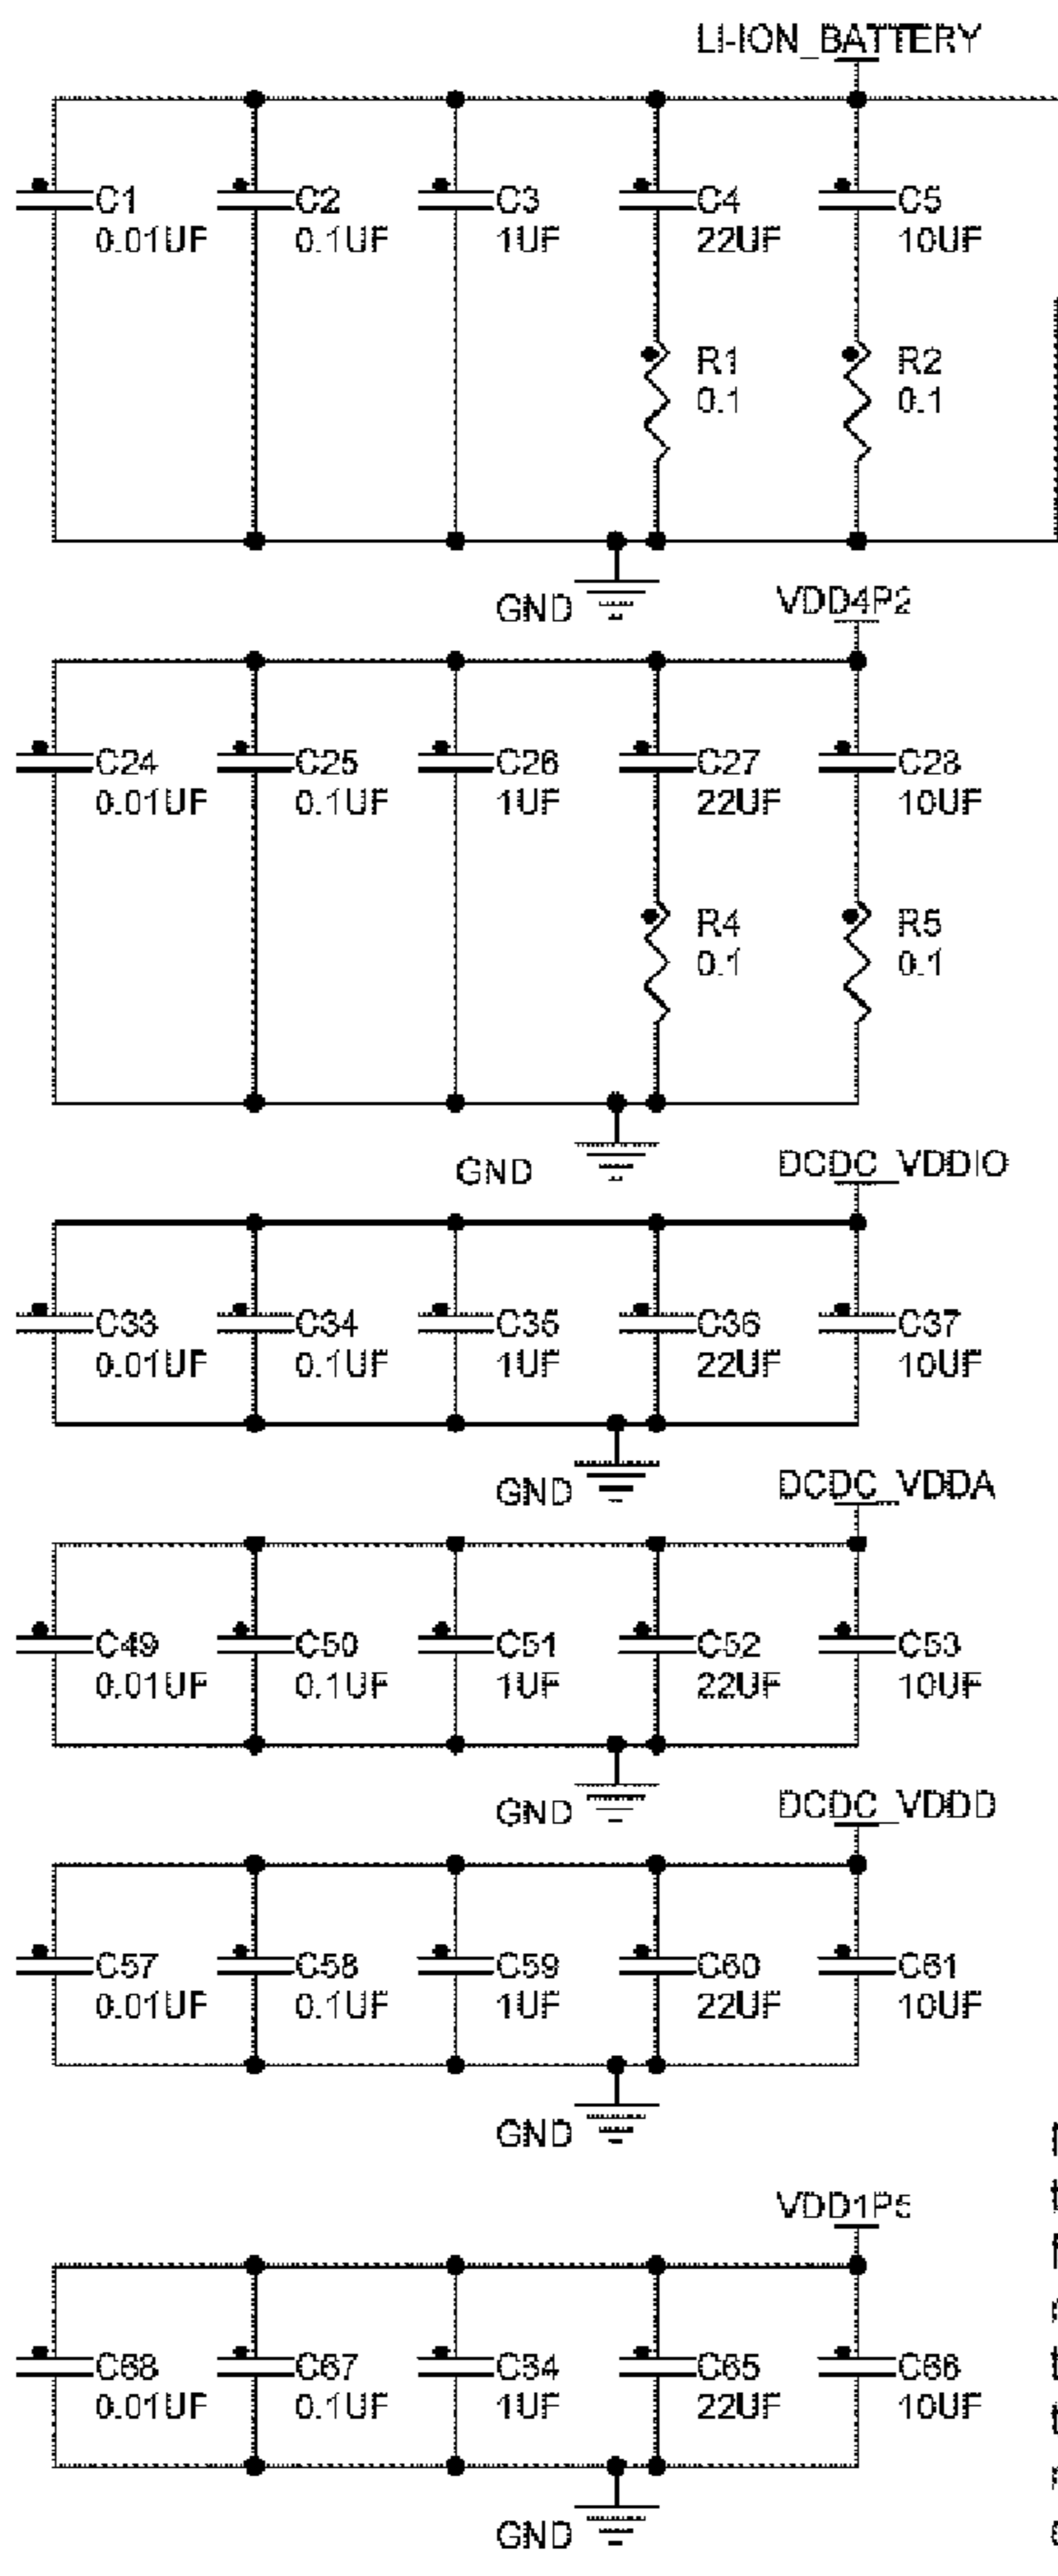 LI-ION_BATTERY
C1 C2 C3 C4 C5
0.01UF 0.1UF 1UF 22UF 10UF
R1 R2
0.1 0.1
GND
VDD4P2
C24 C25 C26 C27 C28
0.01UF 0.1UF 1UF 22UF 10UF
R4 R5
0.1 0.1
GND
DCDC_VDDIO
C33 C34 C35 C36 C37
0.01UF 0.1UF 1UF 22UF 10UF
GND
DCDC_VDDA
C49 C50 C51 C52 C53
0.01UF 0.1UF 1UF 22UF 10UF
GND
DCDC_VDDD
C57 C58 C59 C60 C61
0.01UF 0.1UF 1UF 22UF 10UF
GND
VDD1P5
C68 C67 C64 C65 C66
0.01UF 0.1UF 1UF 22UF 10UF
GND